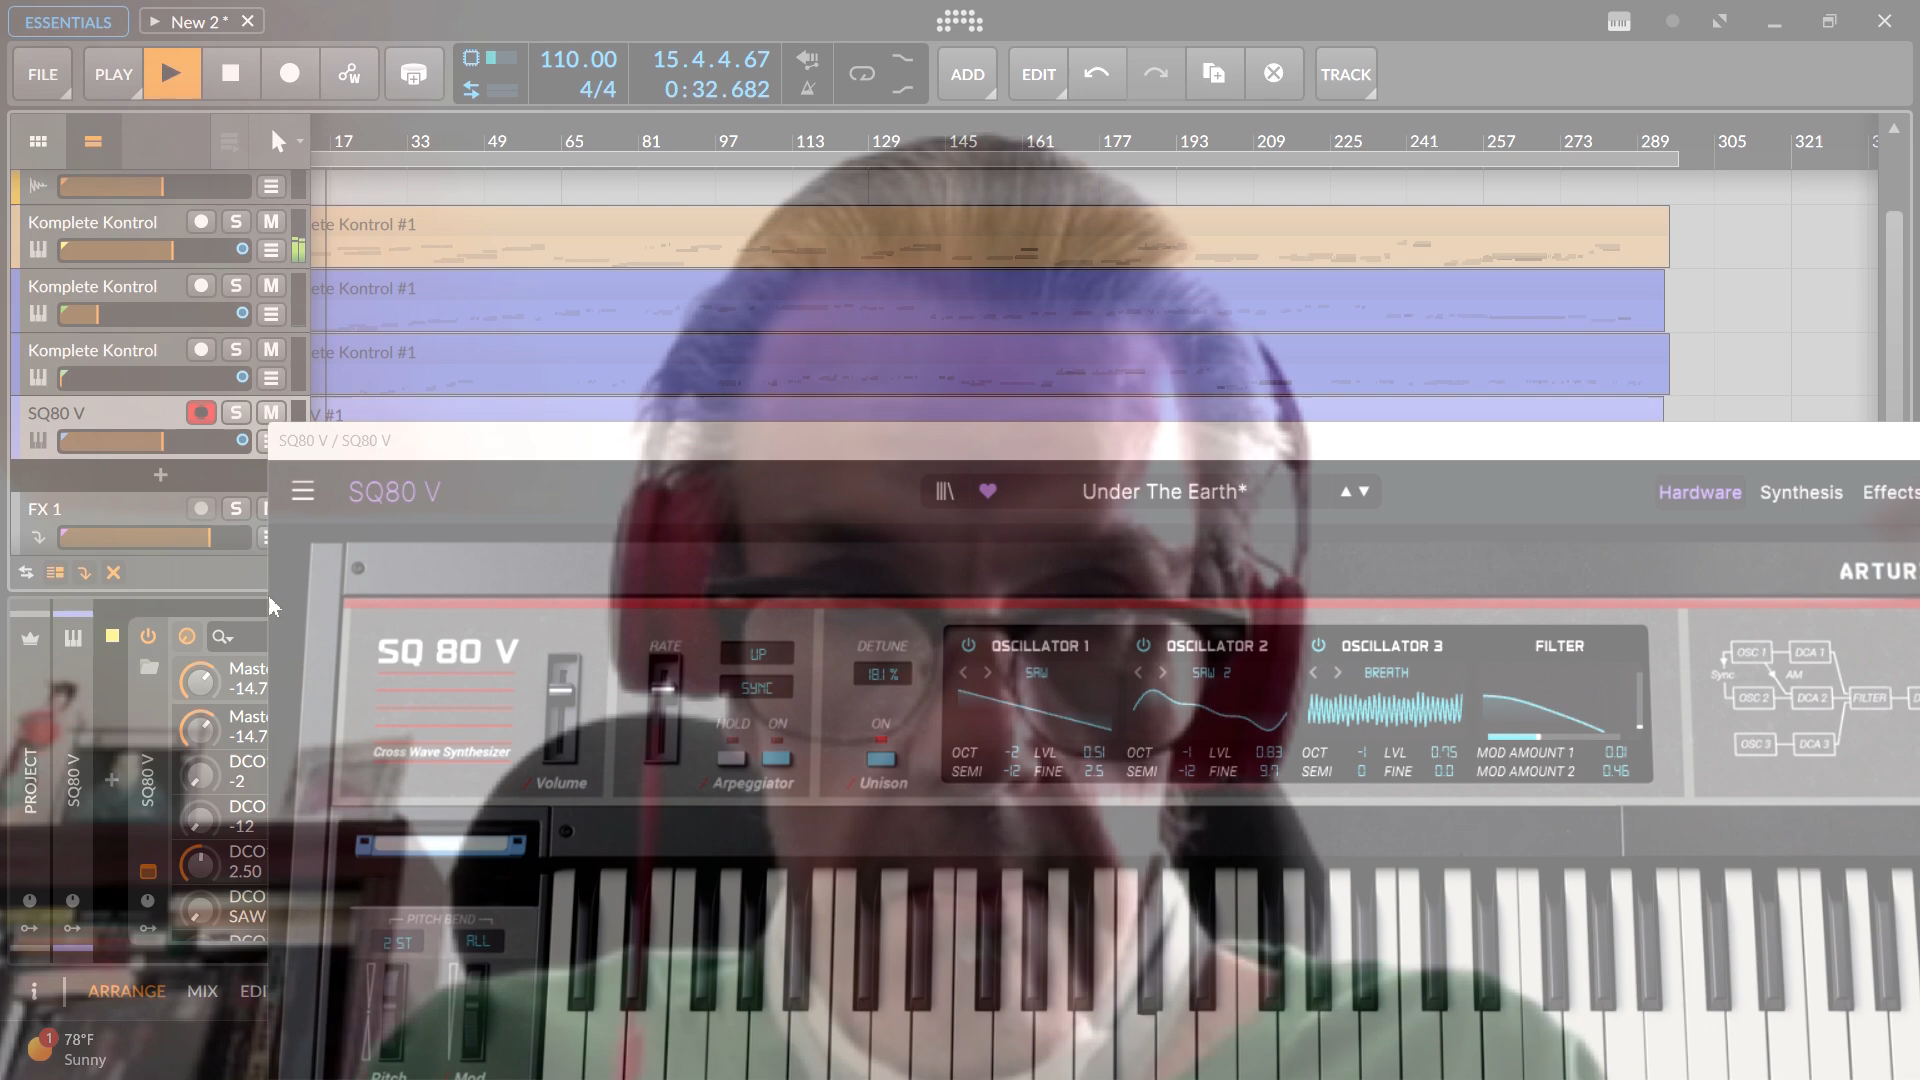 ESSENTIALS
New 2 *
FILE
PLAY
110.00
4/4
15.4.4.67
0:32.682
ADD
EDIT
TRACK
17 33 49 65 81 97 113 129 145 161 177 193 209 225 241 257 273 289 305 321
Komplete Kontrol S M
ete Kontrol #1
Komplete Kontrol S M
ete Kontrol #1
Komplete Kontrol S M
ete Kontrol #1
SQ80 V S M
V #1
SQ80 V / SQ80 V
SQ80 V
Under The Earth*
Hardware Synthesis Effects
FX 1 S
ARTUR
SQ 80 V
Cross Wave Synthesizer
Volume
RATE
UP
SYNC
HOLD ON
Arpeggiator
DETUNE
18.1 %
ON
Unison
OSCILLATOR 1
SAW
OCT -2 LVL 0.51
SEMI -12 FINE 2.5
OSCILLATOR 2
SAW 2
OCT -1 LVL 0.83
SEMI -12 FINE 9.7
OSCILLATOR 3
BREATH
OCT -1 LVL 0.75
SEMI 0 FINE 0.0
FILTER
MOD AMOUNT 1 0.01
MOD AMOUNT 2 0.46
OSC 1 DCA 1
Sync AM
OSC 2 DCA 2 FILTER
OSC 3 DCA 3
PROJECT
SQ80 V
SQ80 V
Mast
-14.7
Mast
-14.7
DCO
-2
DCO
-12
DCO
2.50
DCO
SAW
DCO
PITCH BEND
2 ST ALL
Pitch Mod
ARRANGE MIX EDI
1
78°F
Sunny